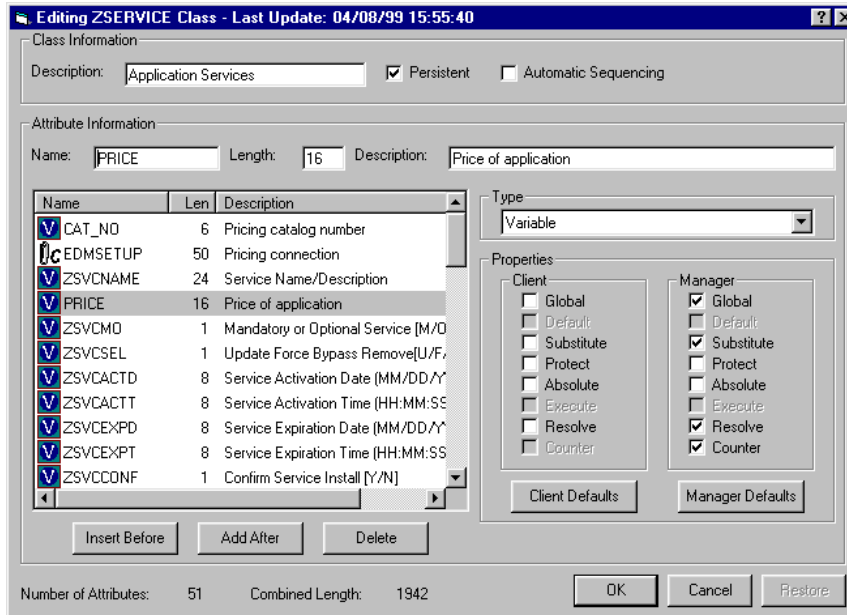 Editing ZSERVICE Class - Last Update: 04/08/99 15:55:40
Class Information
Description: Application Services Persistent Automatic Sequencing
Attribute Information
Name: PRICE Length: 16 Description: Price of application
Name Len Description
V CAT_NO 6 Pricing catalog number
EDMSETUP 50 Pricing connection
V ZSVCNAME 24 Service Name/Description
V PRICE 16 Price of application
V ZSVCMO 1 Mandatory or Optional Service [M/O
V ZSVCSEL 1 Update Force Bypass Remove[U/F/
V ZSVCACTD 8 Service Activation Date (MM/DD/Y
V ZSVCACTT 8 Service Activation Time (HH:MM:SS
V ZSVCEXPD 8 Service Expiration Date (MM/DD/Y
V ZSVCEXPT 8 Service Expiration Time (HH:MM:SS
V ZSVCCONF 1 Confirm Service Install [Y/N]
Insert Before Add After Delete
Type
Variable
Properties
Client
Global
Default
Substitute
Protect
Absolute
Execute
Resolve
Counter
Client Defaults
Manager
Global
Default
Substitute
Protect
Absolute
Execute
Resolve
Counter
Manager Defaults
Number of Attributes: 51 Combined Length: 1942
OK Cancel Restore